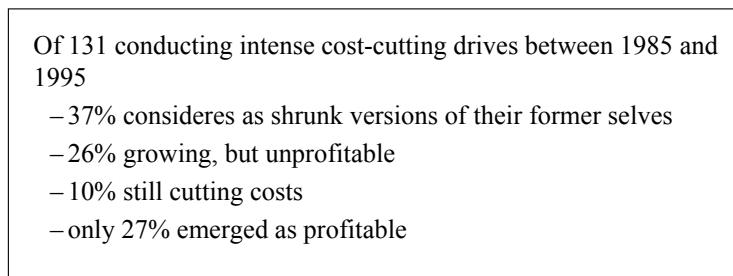 Of 131 conducting intense cost-cutting drives between 1985 and
1995
– 37% consideres as shrunk versions of their former selves
– 26% growing, but unprofitable
– 10% still cutting costs
– only 27% emerged as profitable